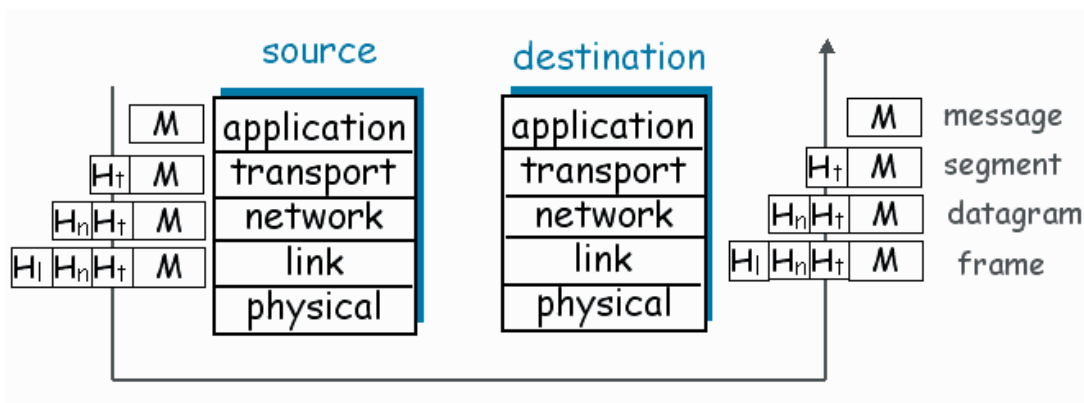 source destination
M application application M message
Ht M transport transport Ht M segment
Hn Ht M network network Hn Ht M datagram
Hl Hn Ht M link link Hl Hn Ht M frame
physical physical